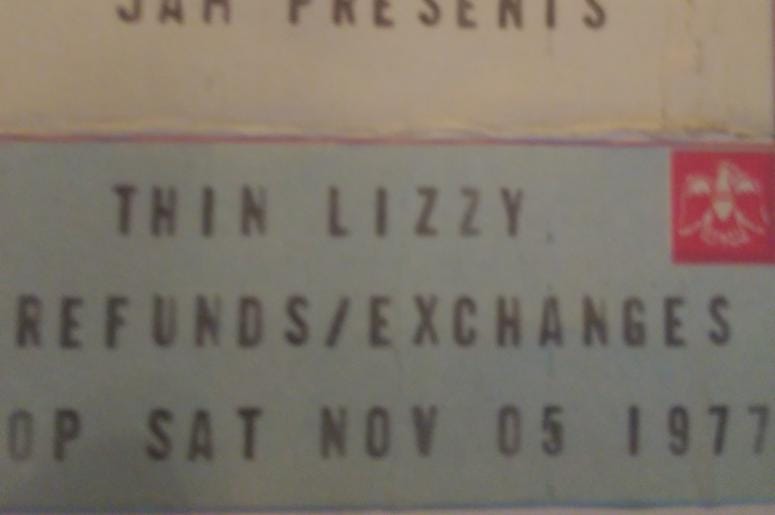 JAM PRESENTS
THIN LIZZY
REFUNDS/EXCHANGES
OP SAT NOV 05 1977